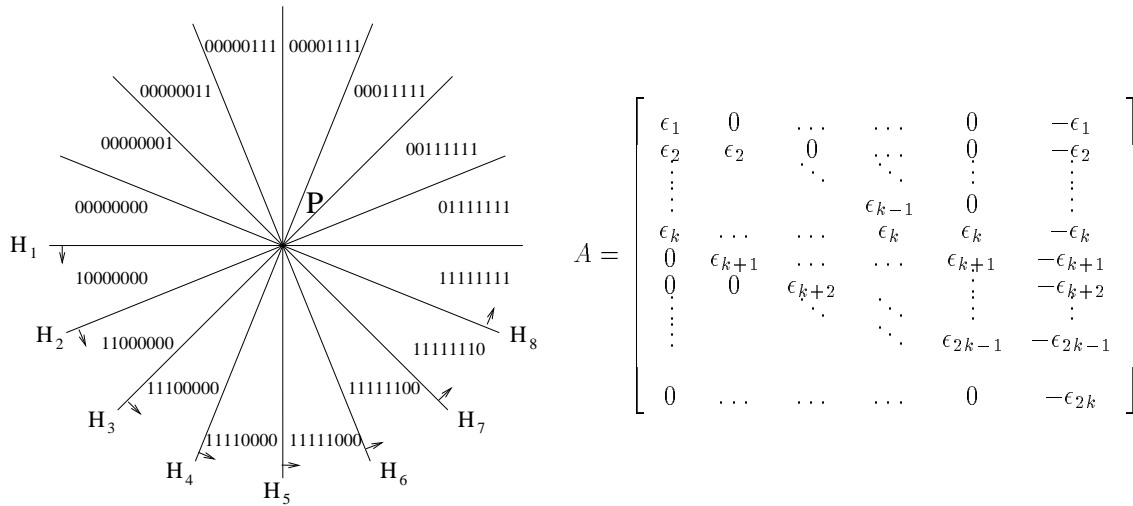 00000111 00001111
00000011 00011111
00000001 00111111
P
00000000 01111111
H1
10000000 11111111
H2 H8
11000000 11111110
11100000 11111100
H3 H7
11110000 11111000
H4 H6
H5
A =
ϵ1 0 ... ... 0 −ϵ1
ϵ2 ϵ2 0 ... 0 −ϵ2
⋮ ⋱ ⋱ ⋮ ⋮
ϵk−1 0
ϵk ... ... ϵk ϵk −ϵk
0 ϵk+1 ... ... ϵk+1 −ϵk+1
0 0 ϵk+2 ⋮ −ϵk+2
⋮ ⋱ ⋱ ⋮
⋱ ϵ2k−1 −ϵ2k−1
0 ... ... ... 0 −ϵ2k